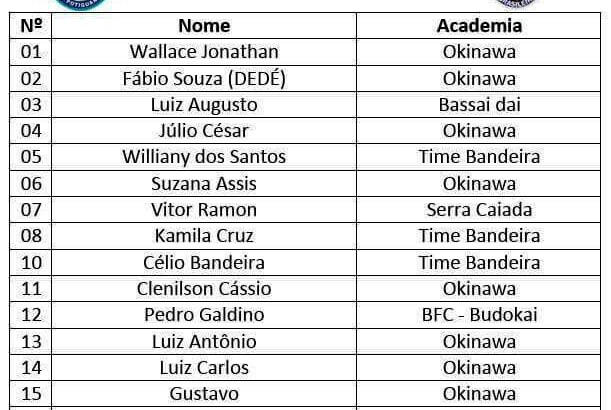 POTIGUAR
BRASILEIR
Nº Nome Academia
01 Wallace Jonathan Okinawa
02 Fábio Souza (DEDÉ) Okinawa
03 Luiz Augusto Bassai dai
04 Júlio César Okinawa
05 Williany dos Santos Time Bandeira
06 Suzana Assis Okinawa
07 Vitor Ramon Serra Caiada
08 Kamila Cruz Time Bandeira
10 Célio Bandeira Time Bandeira
11 Clenilson Cássio Okinawa
12 Pedro Galdino BFC - Budokai
13 Luiz Antônio Okinawa
14 Luiz Carlos Okinawa
15 Gustavo Okinawa